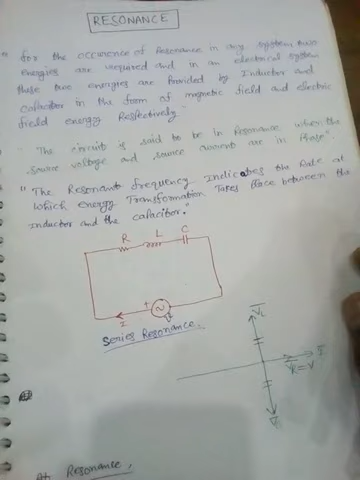 RESONANCE
" For the occurence of Resonance in any system two
energies are required and in an electrical system
these two energies are Provided by Inductor and
capacitor in the form of magnetic field and electric
field energy Respectively."
" The circuit is said to be in Resonance when the
source voltage and source current are in Phase".
" The Resonant frequency Indicates the Rate at
which energy Transformation Takes Place between the
Inductor and the capacitor."
R L C
I + ~
Series Resonance.
VL
I
VR=V
At Resonance,